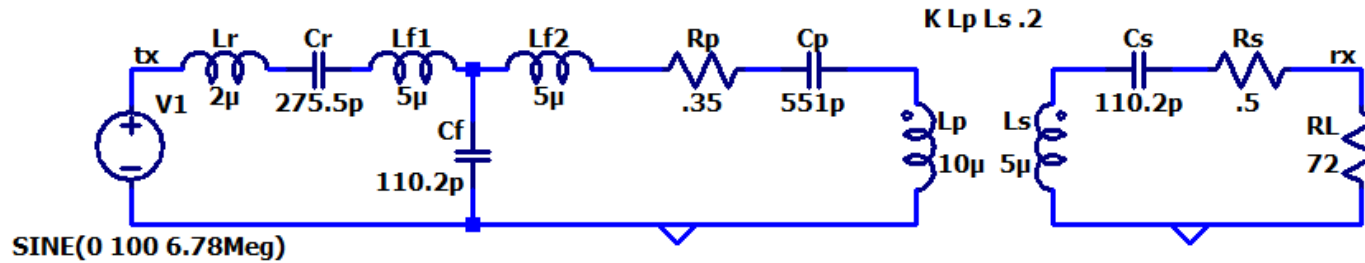 K Lp Ls .2
tx
Lr
Cr
Lf1
Lf2
Rp
Cp
Cs
Rs
rx
V1
2µ
275.5p
5µ
5µ
.35
551p
110.2p
.5
Cf
Lp
Ls
RL
110.2p
10µ
5µ
72
SINE(0 100 6.78Meg)